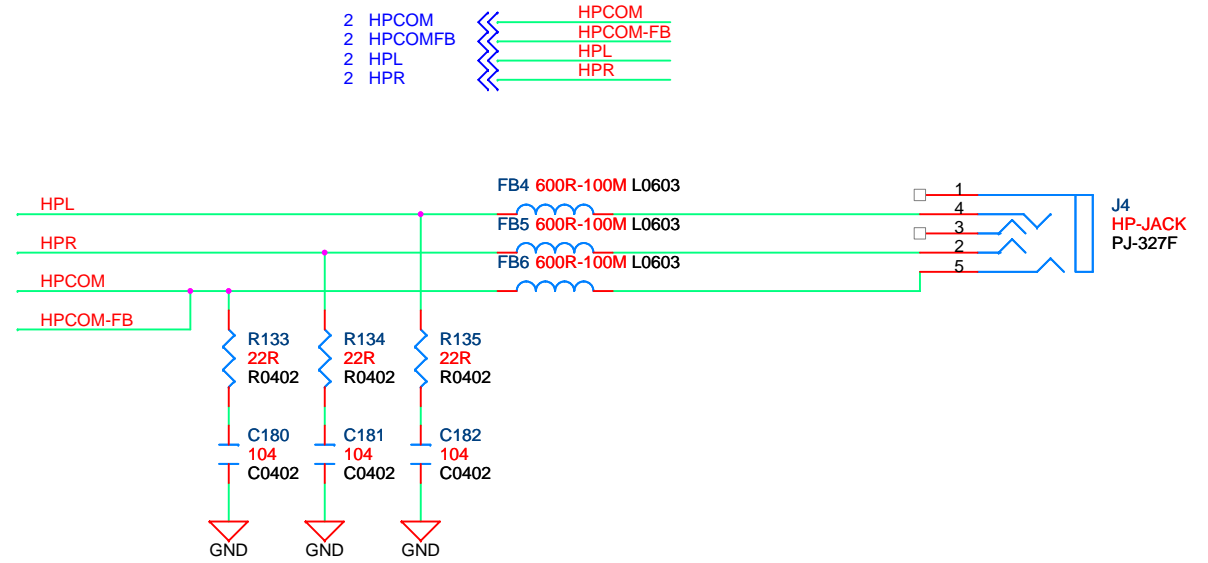 2 HPCOM HPCOM
2 HPCOMFB HPCOM-FB
2 HPL HPL
2 HPR HPR
FB4 600R-100M L0603
1
J4
HPL
4
HP-JACK
FB5 600R-100M L0603
3
PJ-327F
HPR
2
FB6 600R-100M L0603
5
HPCOM
HPCOM-FB
R133 R134 R135
22R 22R 22R
R0402 R0402 R0402
C180 C181 C182
104 104 104
C0402 C0402 C0402
GND GND GND